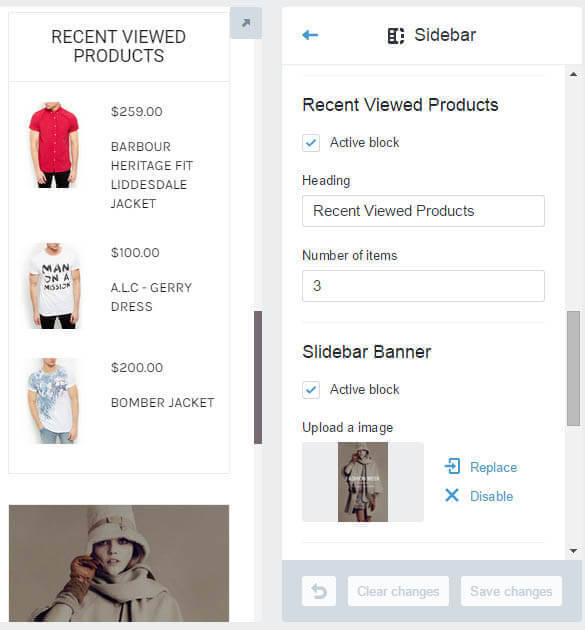 RECENT VIEWED
PRODUCTS
$259.00
BARBOUR
HERITAGE FIT
LIDDESDALE
JACKET
MAN
ON A
MISSION
$100.00
A.L.C - GERRY
DRESS
$200.00
BOMBER JACKET
Sidebar
Recent Viewed Products
Active block
Heading
Recent Viewed Products
Number of items
3
Slidebar Banner
Active block
Upload a image
FASHION WEEK
Replace
Disable
Clear changes
Save changes